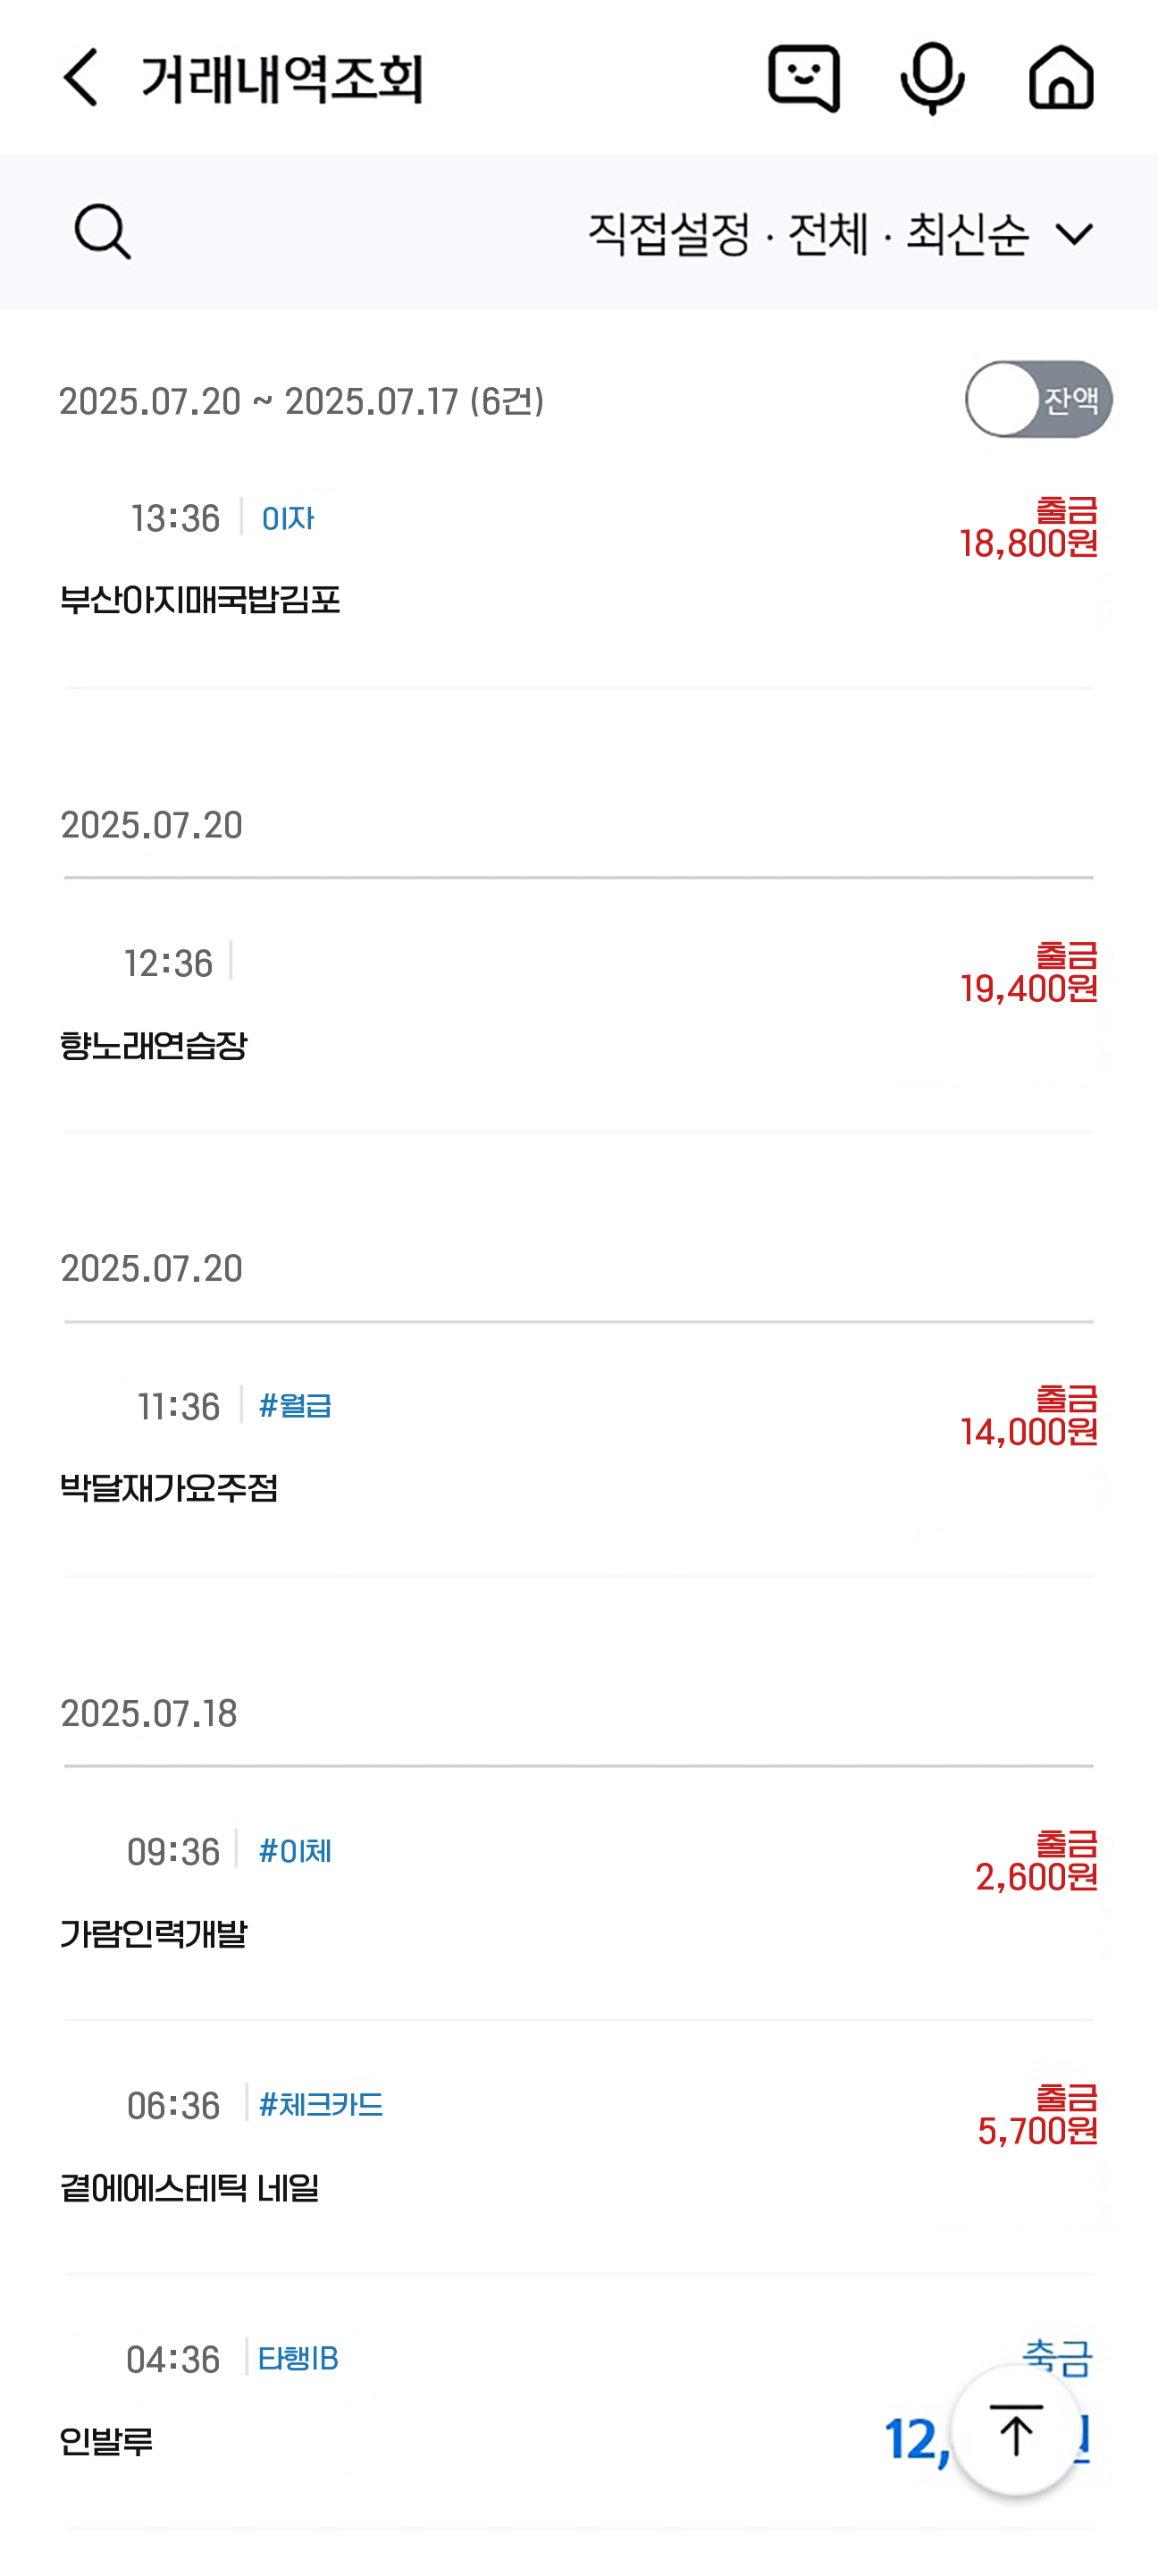 거래내역조회
직접설정 · 전체 · 최신순
2025.07.20 ~ 2025.07.17 (6건)
잔액
13:36 이자
출금
18,800원
부산아지매국밥김포
2025.07.20
12:36
출금
19,400원
향노래연습장
2025.07.20
11:36 #월급
출금
14,000원
박달재가요주점
2025.07.18
09:36 #이체
출금
2,600원
가람인력개발
06:36 #체크카드
출금
5,700원
곁에에스테틱 네일
04:36 타행IB
인발루
12,